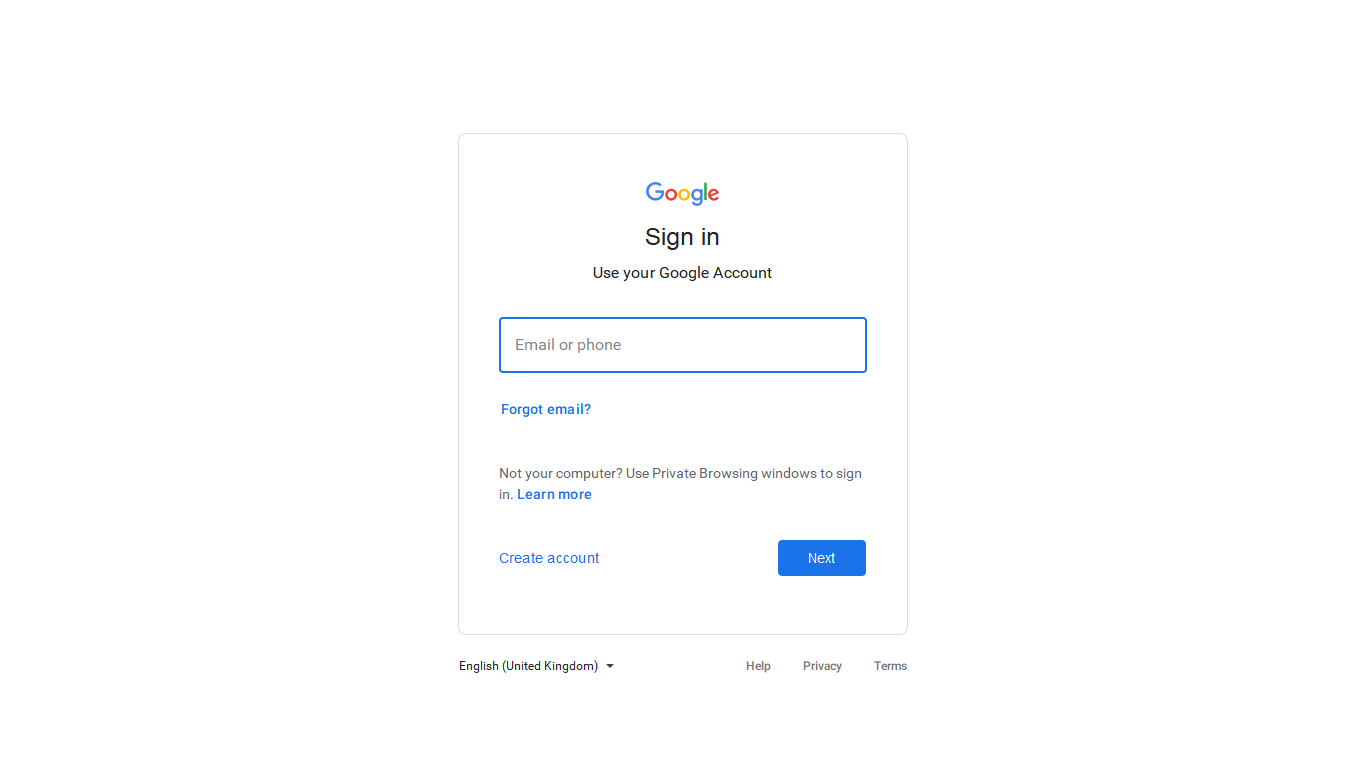 Google
Sign in
Use your Google Account
Email or phone
Forgot email?
Not your computer? Use Private Browsing windows to sign
in. Learn more
Create account
Next
English (United Kingdom)
Help
Privacy
Terms